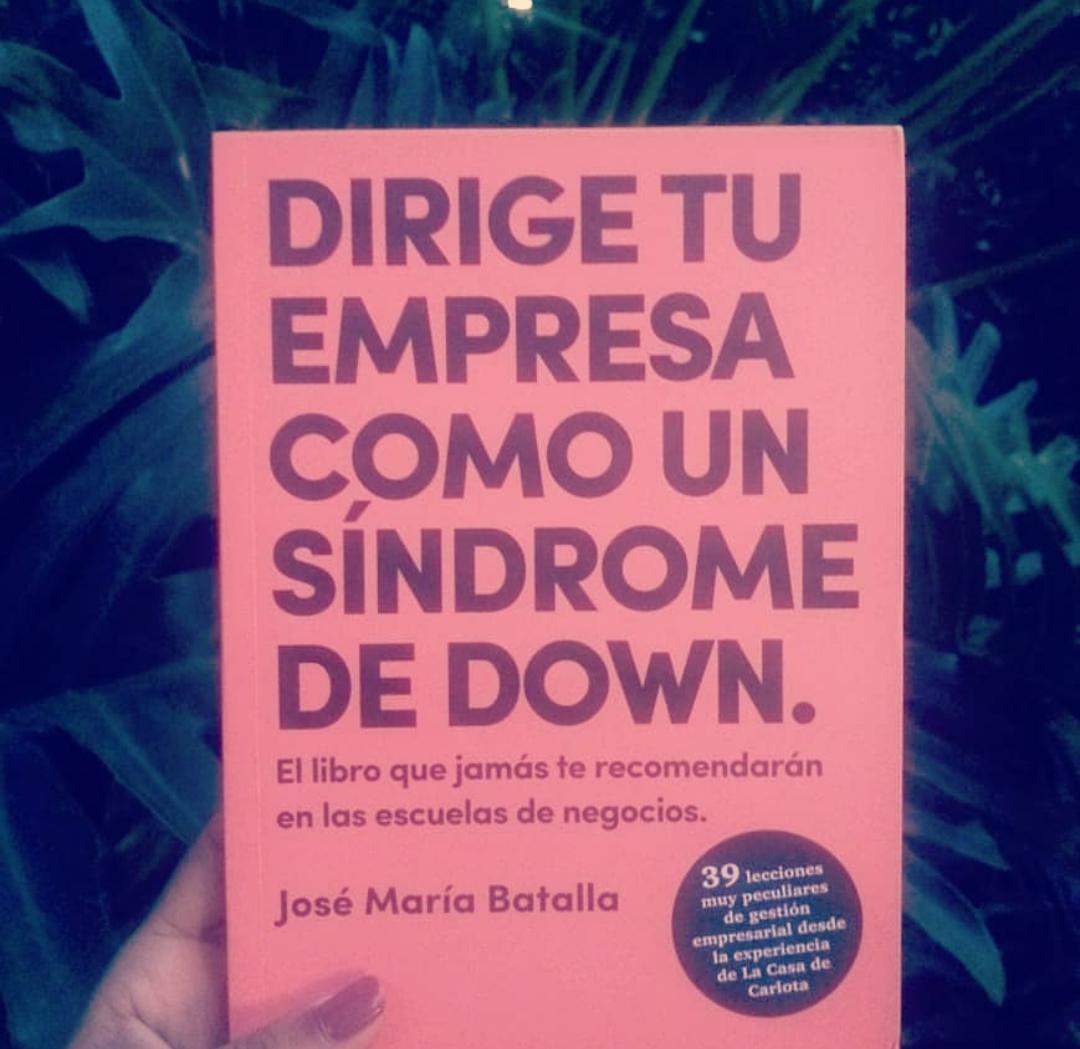 DIRIGE TU
EMPRESA
COMO UN
SÍNDROME
DE DOWN.
El libro que jamás te recomendarán
en las escuelas de negocios.
José María Batalla
39 lecciones
muy peculiares
de gestión
empresarial desde
la experiencia
de La Casa de
Carlota